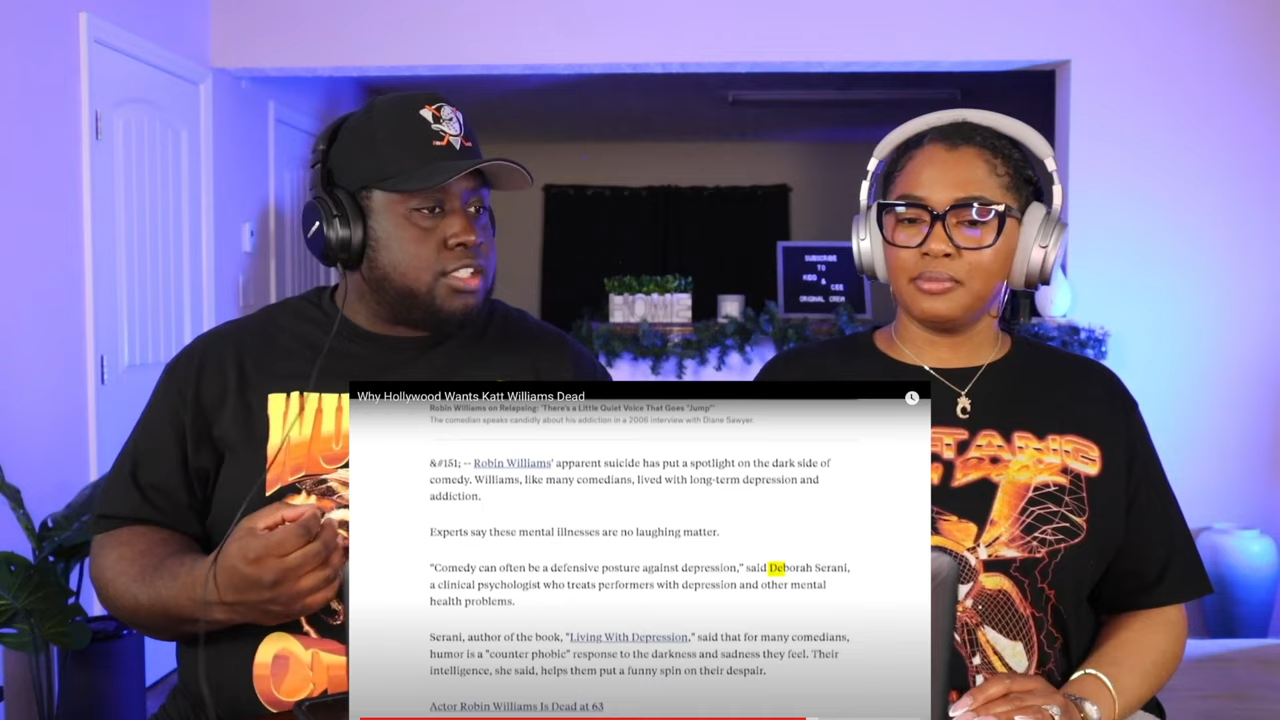 SUBSCRIBE
TO
KIDD
& CEE
ORIGINAL CREW
HOME
WU
TANG
C
Why Hollywood Wants Katt Williams Dead
Robin Williams on Relapsing: 'There's a Little Quiet Voice That Goes "Jump"'
The comedian speaks candidly about his addiction in a 2006 interview with Diane Sawyer.
&#151; -- Robin Williams' apparent suicide has put a spotlight on the dark side of
comedy. Williams, like many comedians, lived with long-term depression and
addiction.
Experts say these mental illnesses are no laughing matter.
"Comedy can often be a defensive posture against depression," said Deborah Serani,
a clinical psychologist who treats performers with depression and other mental
health problems.
Serani, author of the book, "Living With Depression," said that for many comedians,
humor is a "counter phobic" response to the darkness and sadness they feel. Their
intelligence, she said, helps them put a funny spin on their despair.
Actor Robin Williams Is Dead at 63